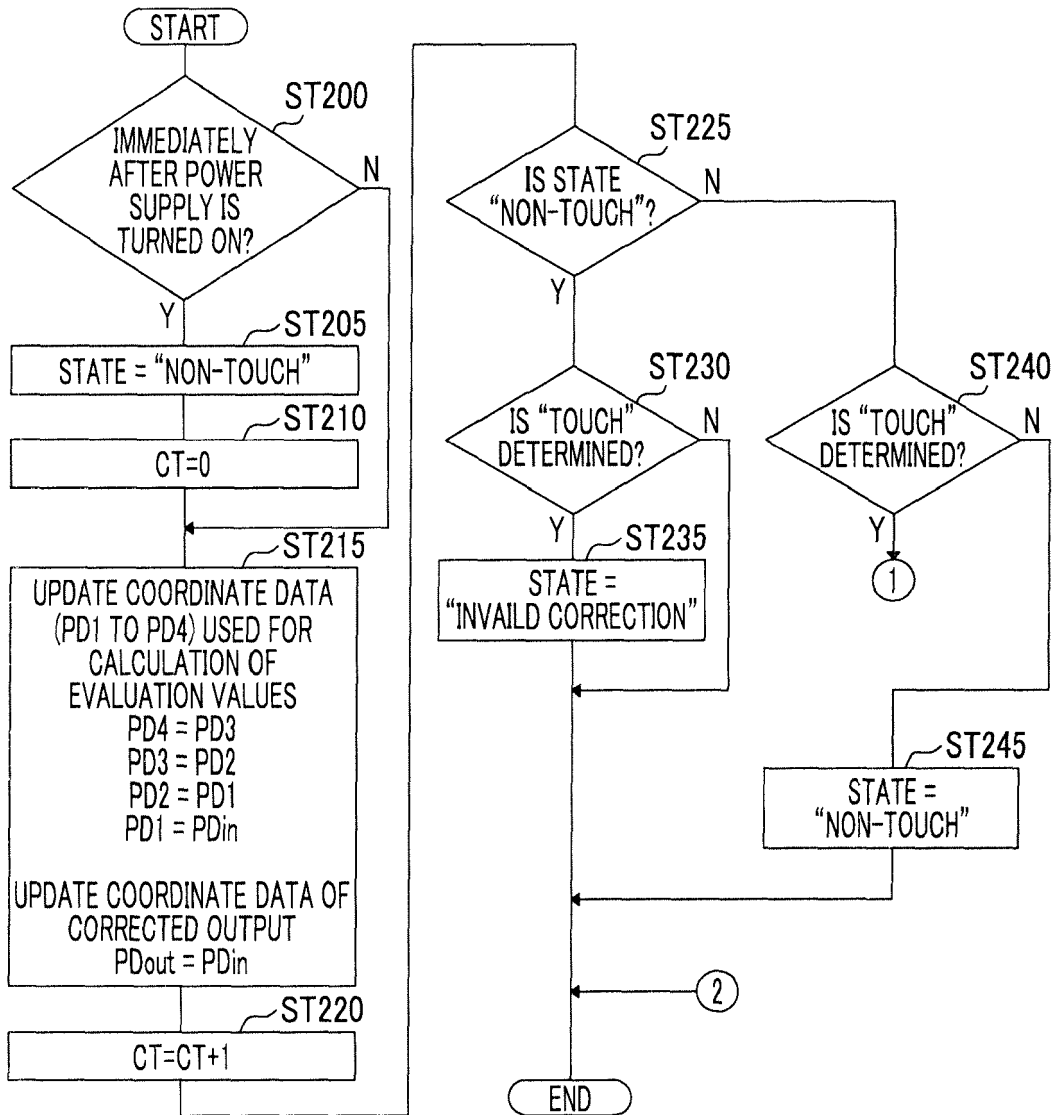 START
ST200
IMMEDIATELY
AFTER POWER
SUPPLY IS
TURNED ON?
N
Y
ST205
STATE = “NON-TOUCH”
ST210
CT=0
ST215
UPDATE COORDINATE DATA
(PD1 TO PD4) USED FOR
CALCULATION OF
EVALUATION VALUES
PD4 = PD3
PD3 = PD2
PD2 = PD1
PD1 = PDin
UPDATE COORDINATE DATA OF
CORRECTED OUTPUT
PDout = PDin
ST220
CT=CT+1
ST225
IS STATE
“NON-TOUCH”?
N
Y
ST230
IS “TOUCH”
DETERMINED?
N
Y
ST235
STATE =
“INVAILD CORRECTION”
ST240
IS “TOUCH”
DETERMINED?
N
Y
1
ST245
STATE =
“NON-TOUCH”
2
END